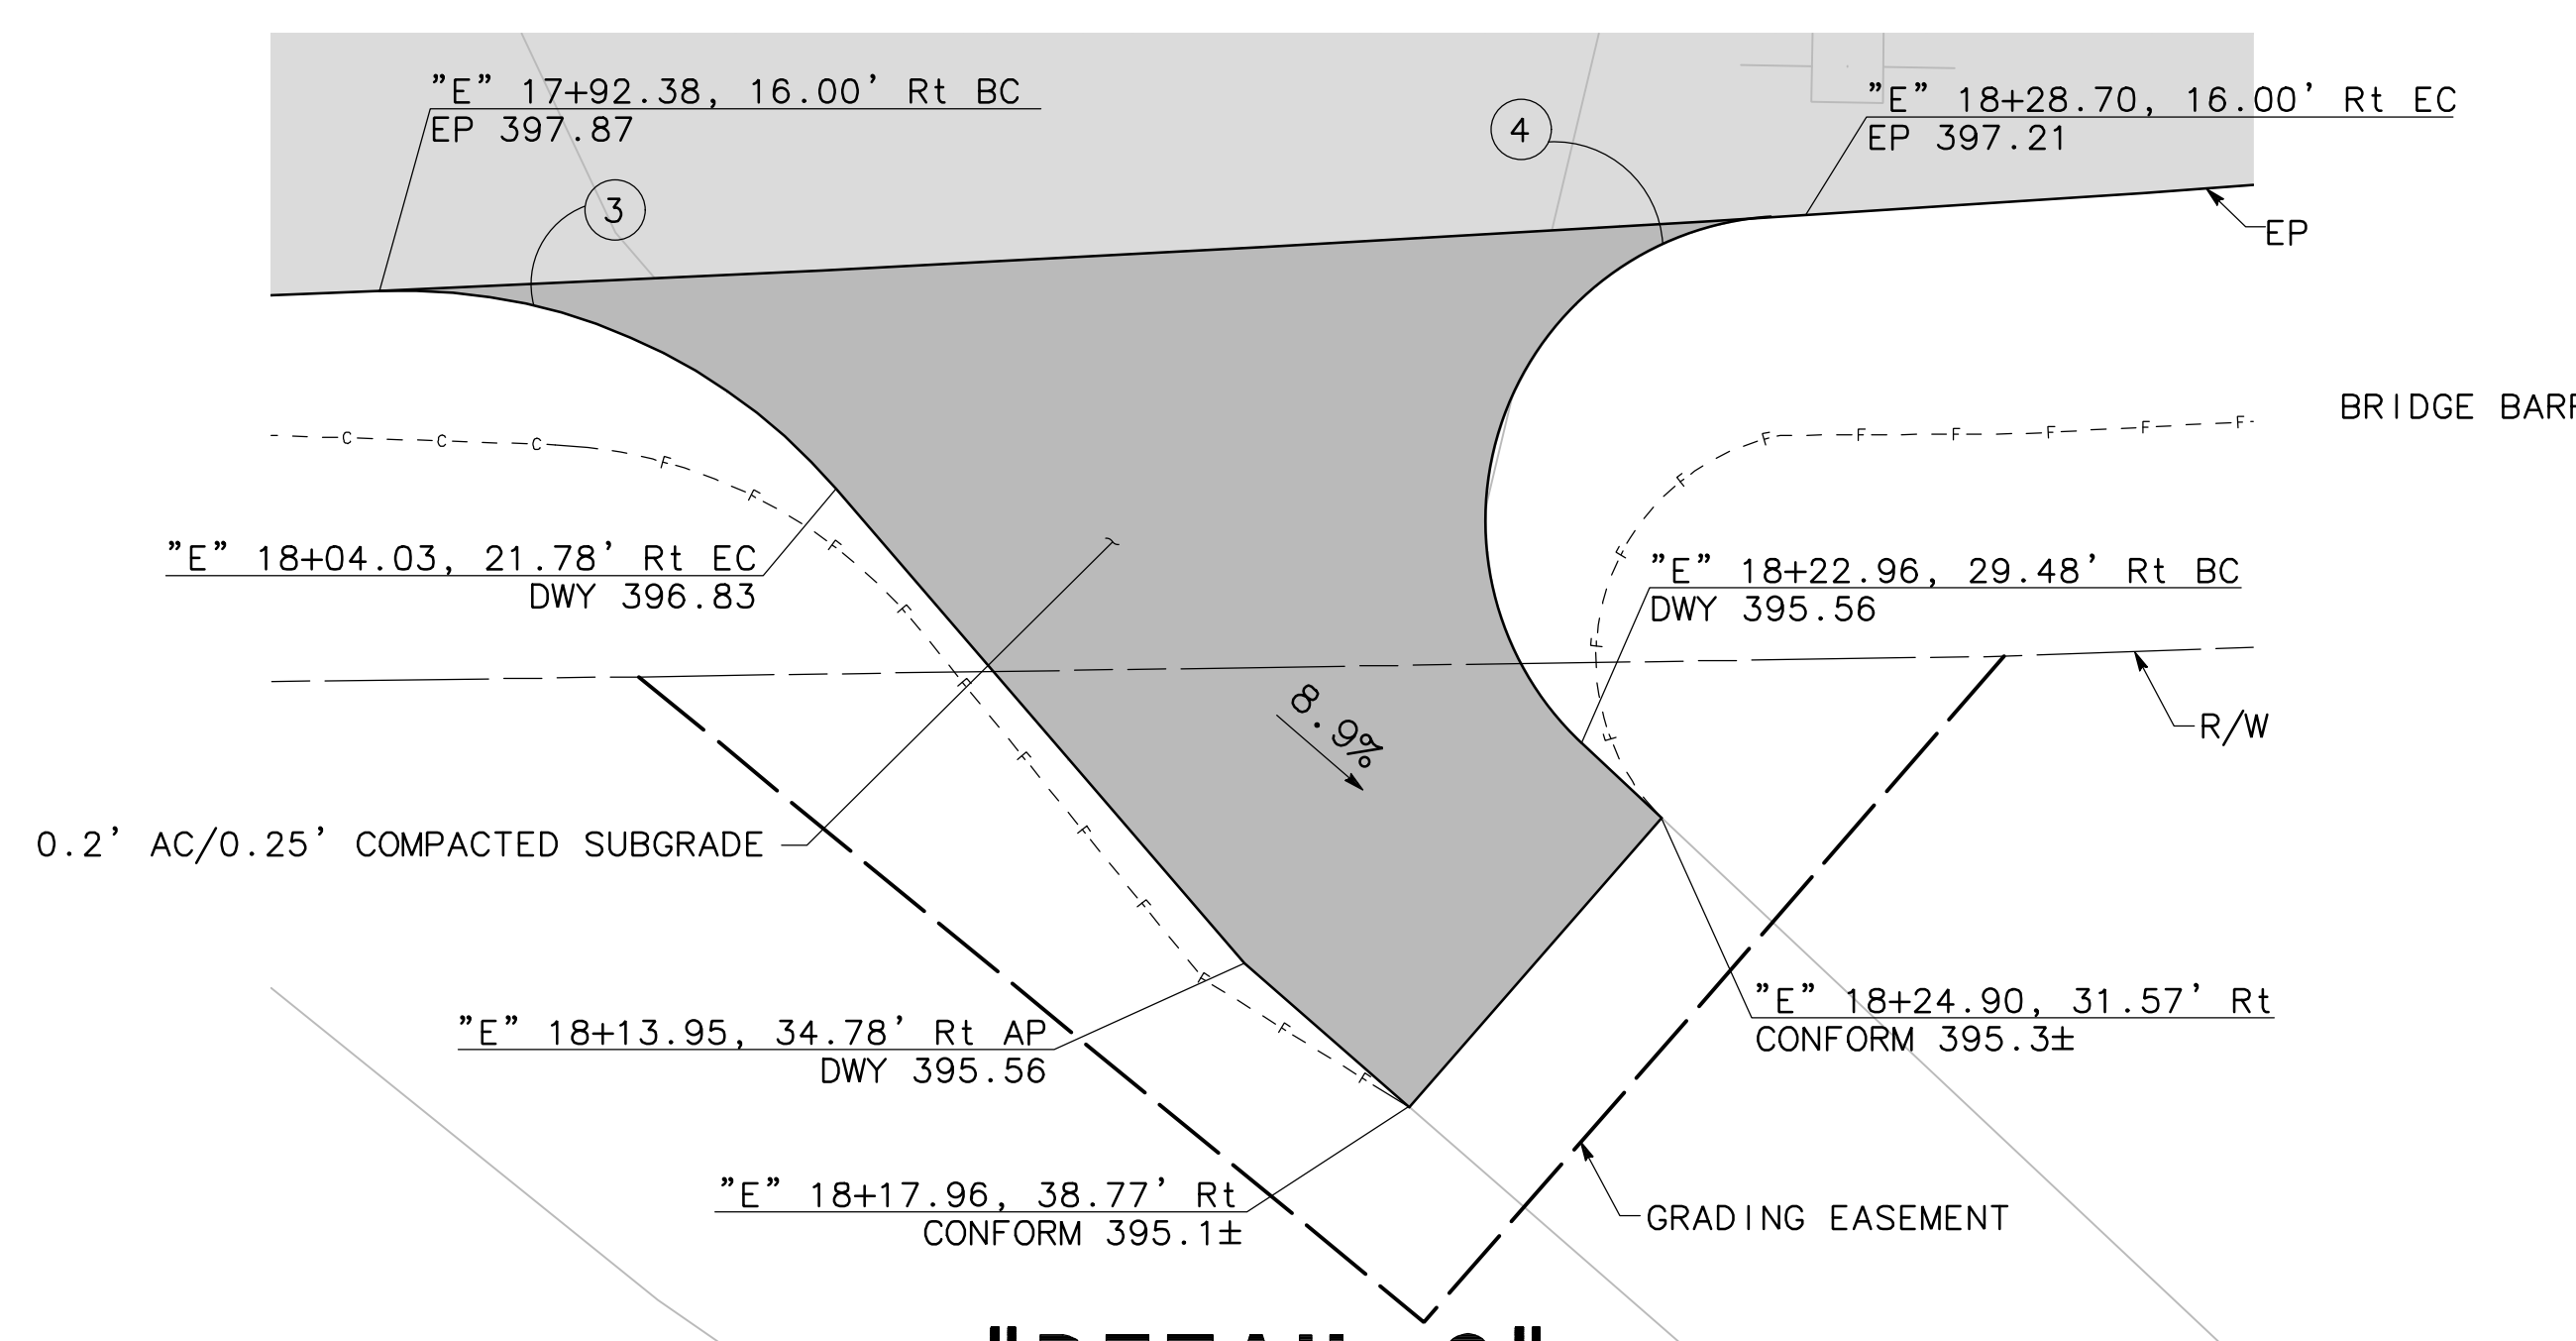 "E" 17+92.38, 16.00' Rt BC
EP 397.87
"E" 18+28.70, 16.00' Rt EC
EP 397.21
4
3
EP
BRIDGE
"E" 18+04.03, 21.78' Rt EC
DWY 396.83
"E" 18+22.96, 29.48' Rt BC
DWY 395.56
C C C F F F F F F F F F F F F
F F F F F F F F F F
8.9%
R/W
0.2' AC/0.25' COMPACTED SUBGRADE
"E" 18+24.90, 31.57' Rt
CONFORM 395.3±
"E" 18+13.95, 34.78' Rt AP
DWY 395.56
"E" 18+17.96, 38.77' Rt
CONFORM 395.1±
GRADING EASEMENT